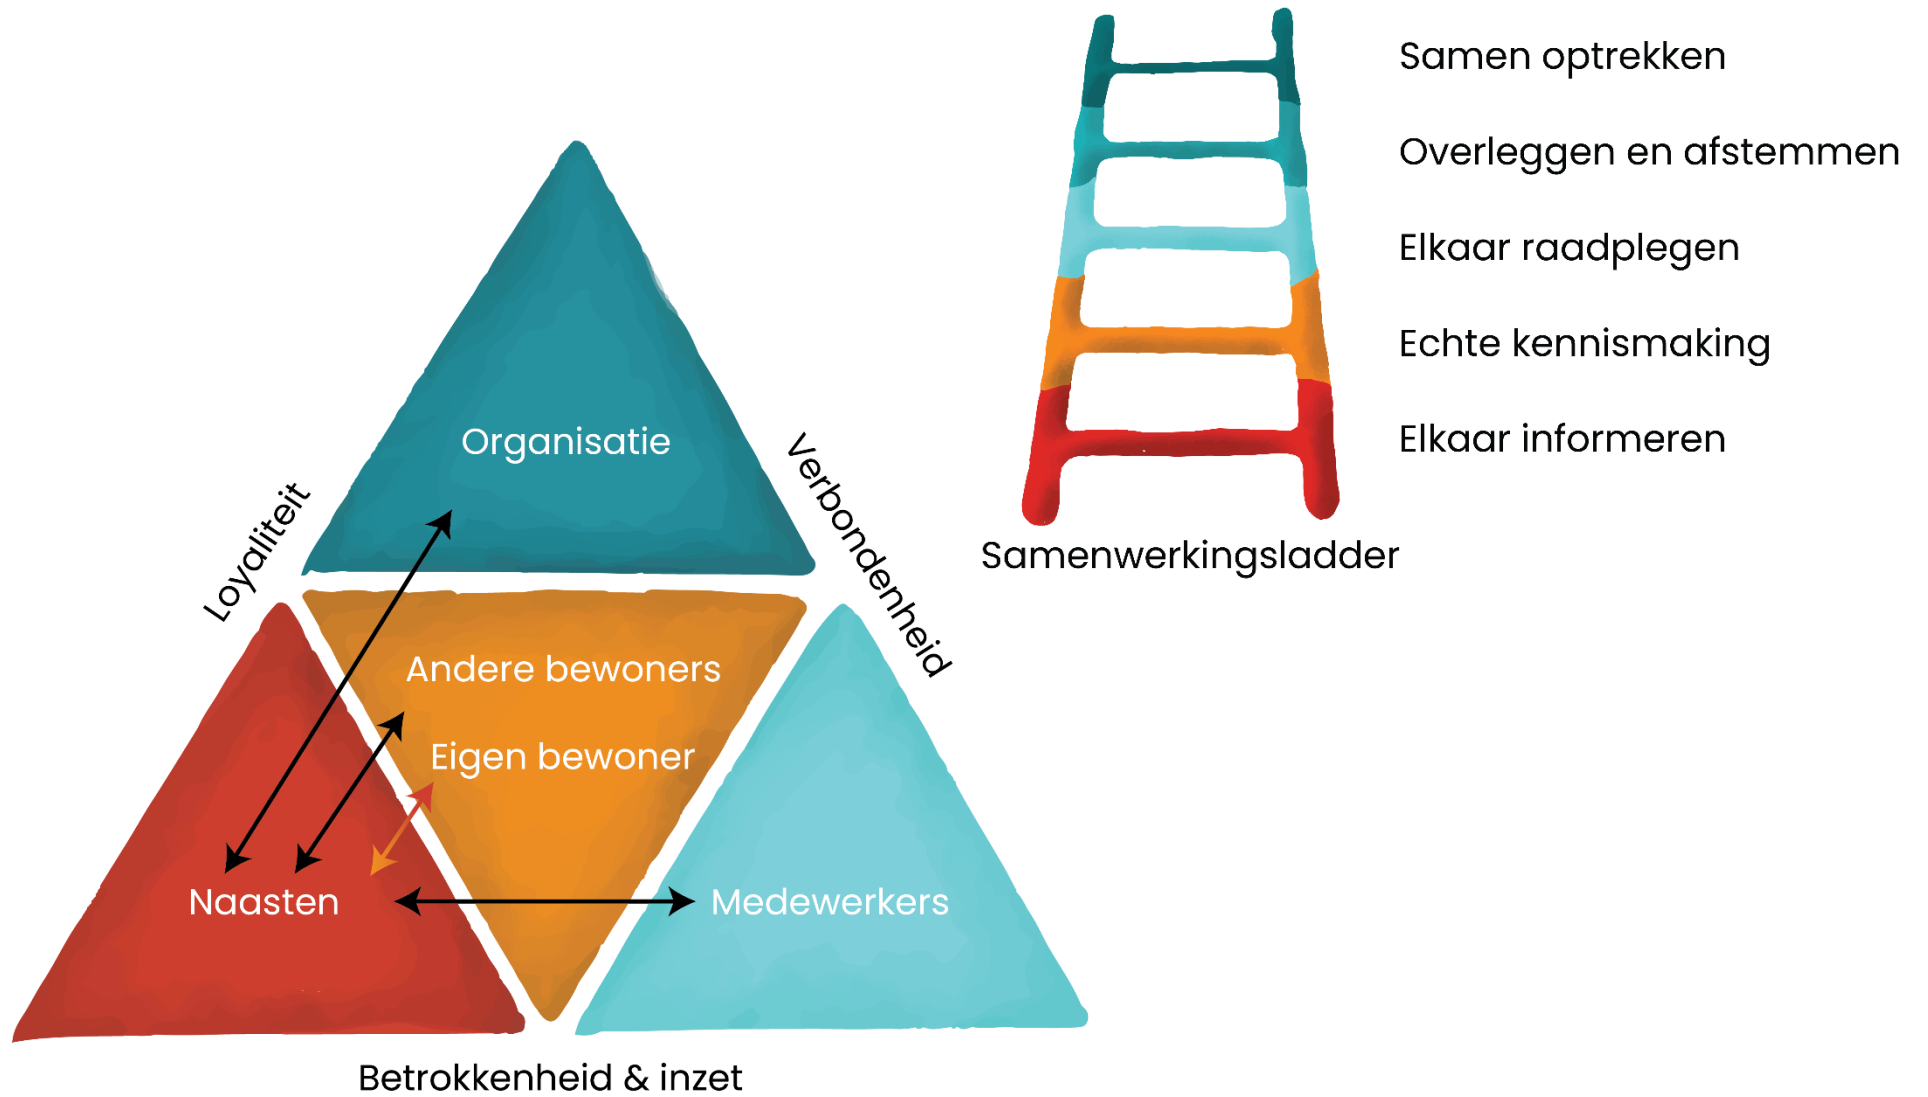 Samen optrekken
Overleggen en afstemmen
Elkaar raadplegen
Echte kennismaking
Elkaar informeren
Samenwerkingsladder
Organisatie
Loyaliteit
Verbondenheid
Andere bewoners
Eigen bewoner
Naasten
Medewerkers
Betrokkenheid & inzet